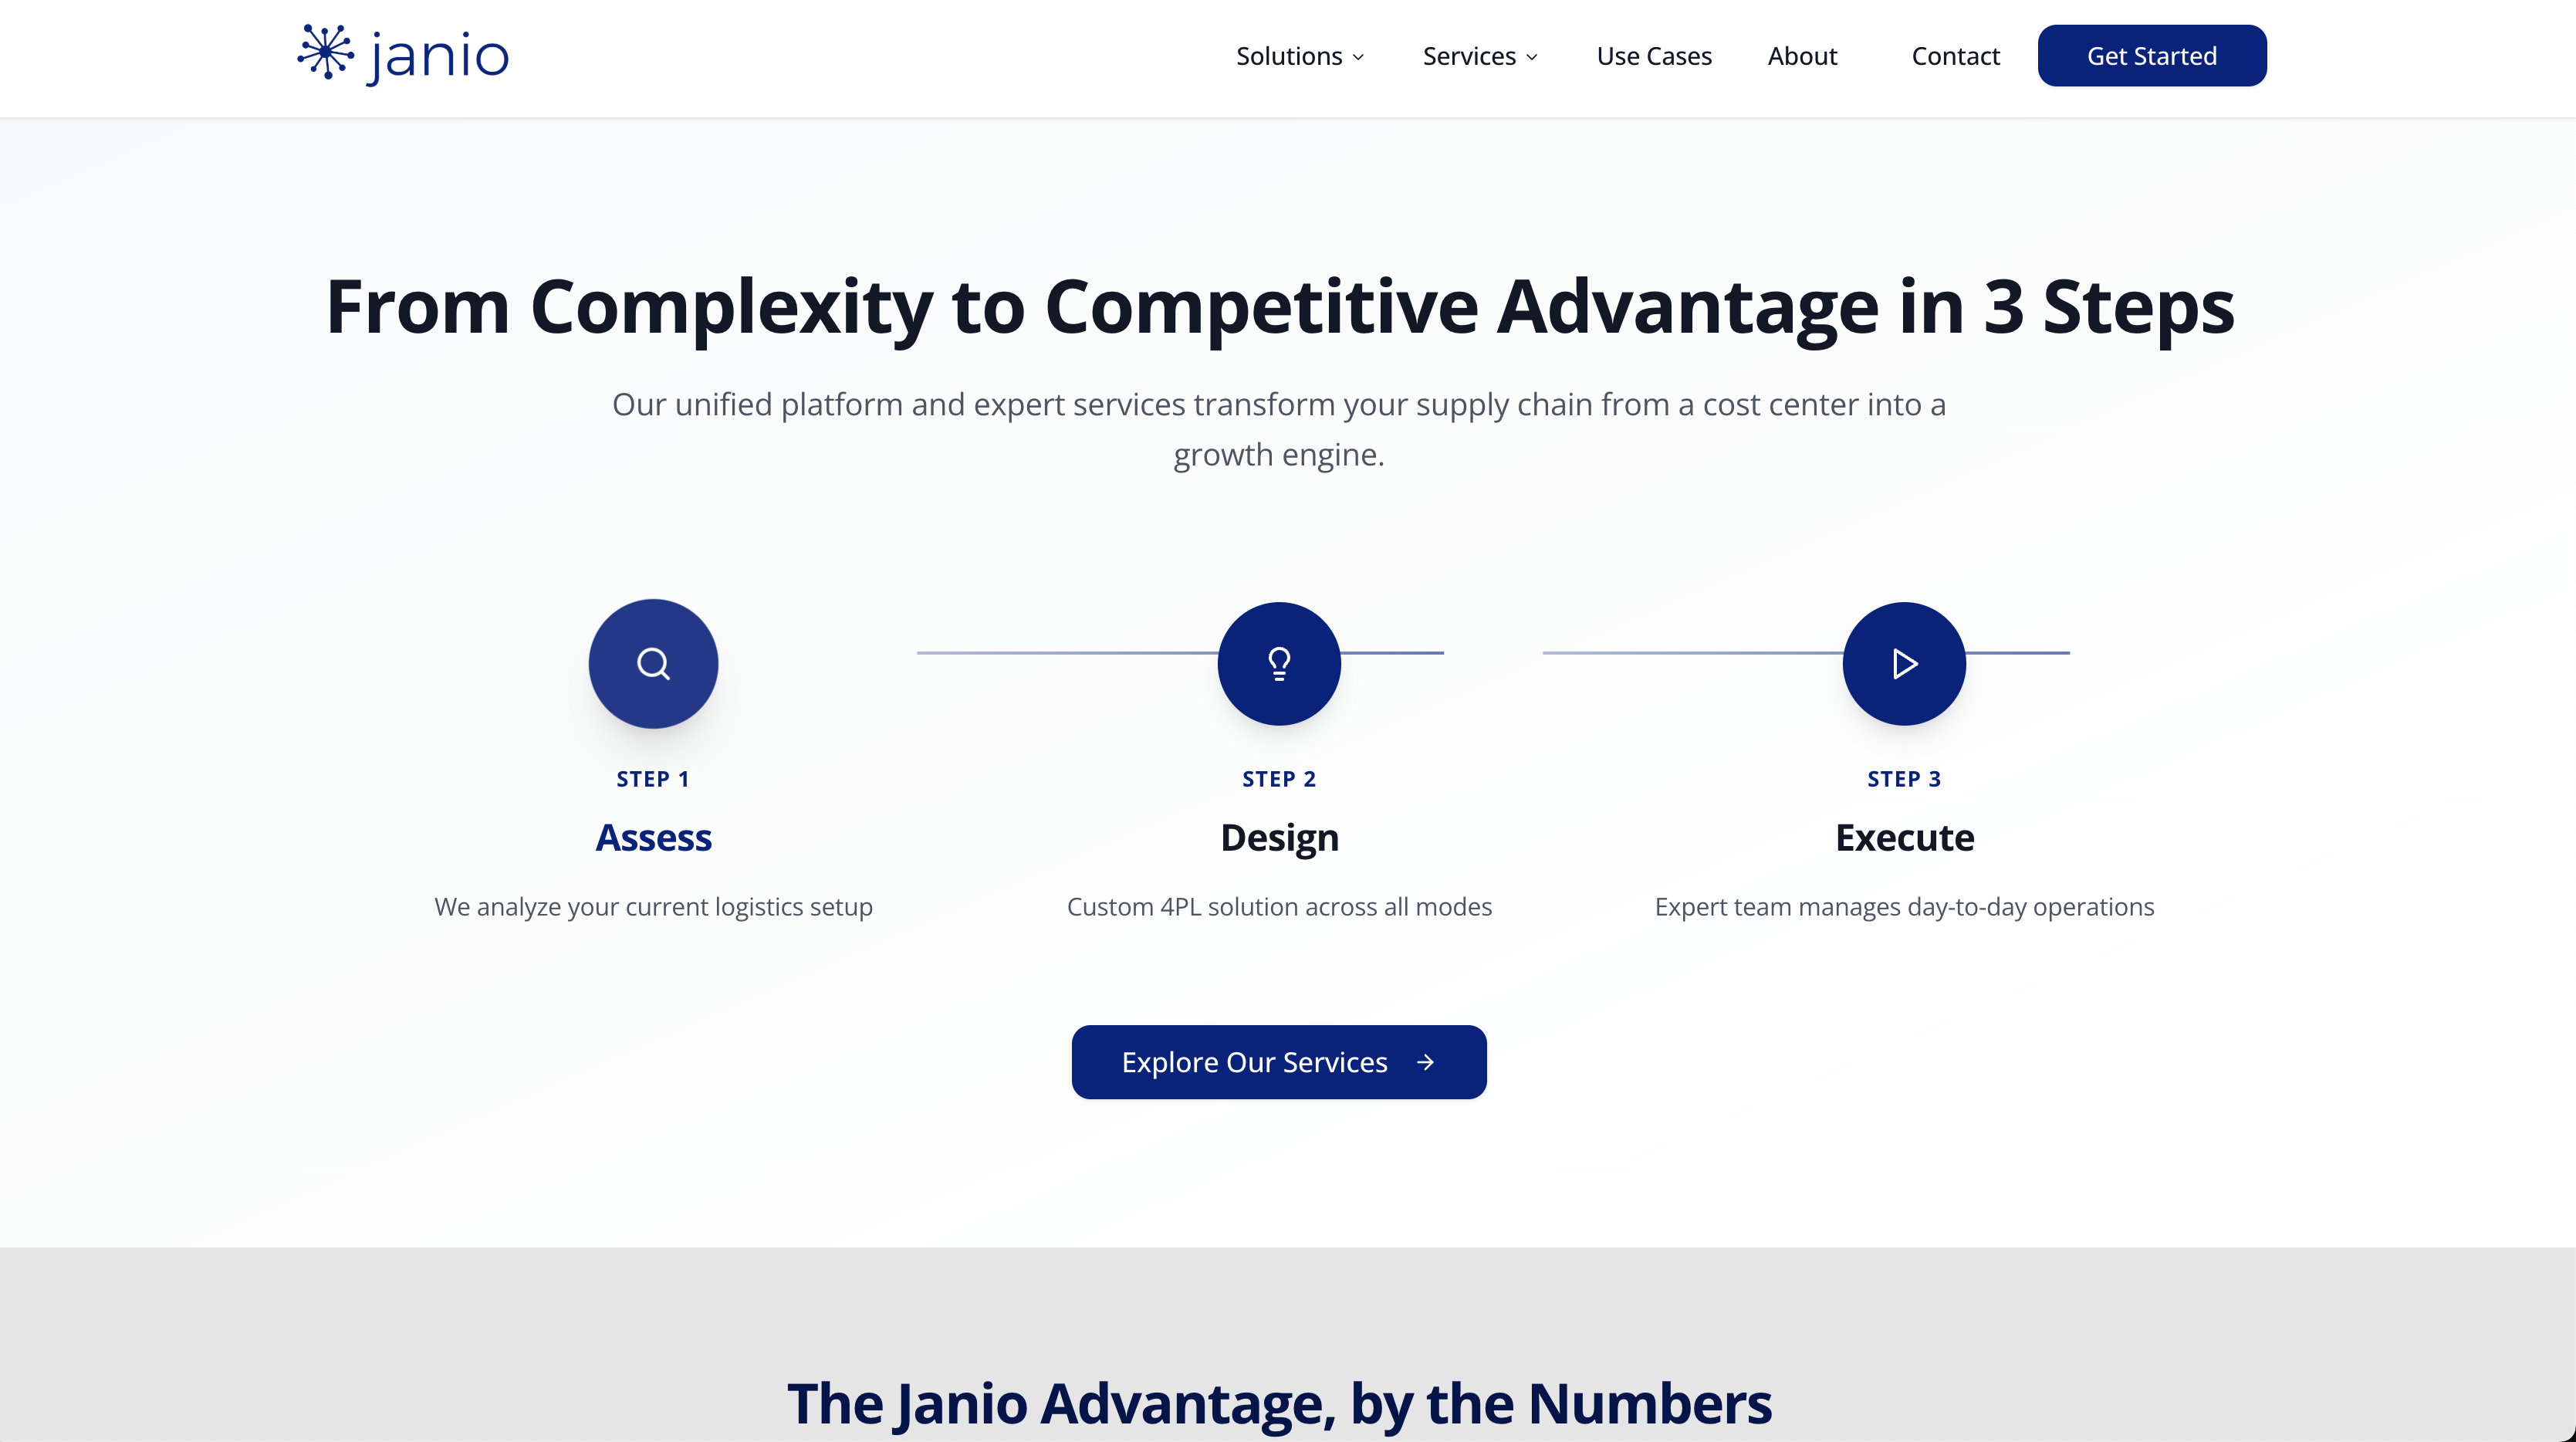 janio
Solutions
Services
Use Cases
About
Contact
Get Started
From Complexity to Competitive Advantage in 3 Steps
Our unified platform and expert services transform your supply chain from a cost center into a
growth engine.
STEP 1
Assess
We analyze your current logistics setup
STEP 2
Design
Custom 4PL solution across all modes
STEP 3
Execute
Expert team manages day-to-day operations
Explore Our Services
The Janio Advantage, by the Numbers